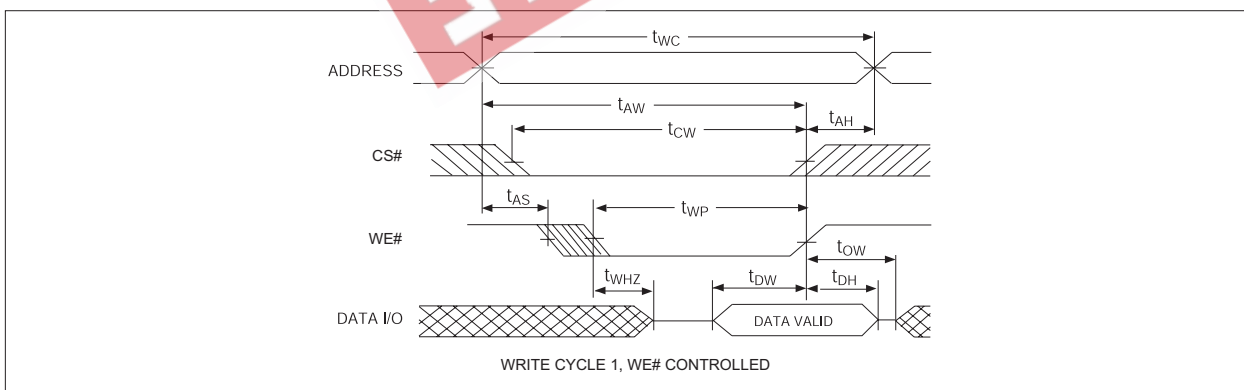 tWC
ADDRESS
tAW
tCW
tAH
CS#
tAS
tWP
WE#
tOW
tWHZ
tDW
tDH
DATA I/O
DATA VALID
WRITE CYCLE 1, WE# CONTROLLED